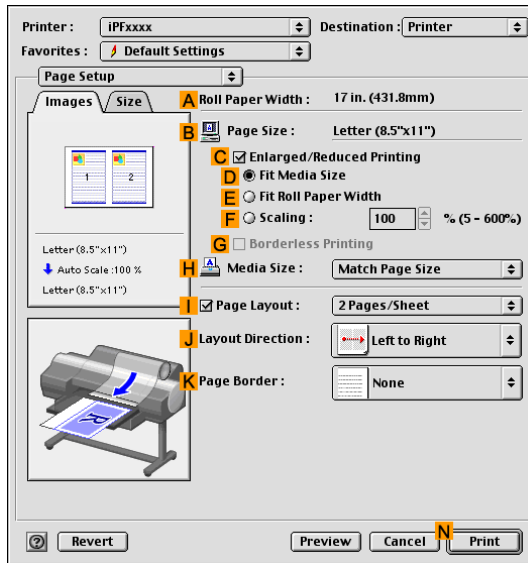 Printer : iPFxxxx Destination : Printer
Favorites : Default Settings
Page Setup
Images Size
A Roll Paper Width : 17 in. (431.8mm)
B Page Size : Letter (8.5"x11")
C Enlarged/Reduced Printing
D Fit Media Size
E Fit Roll Paper Width
F Scaling : 100 % (5 - 600%)
G Borderless Printing
H Media Size : Match Page Size
1 2
Letter (8.5"x11")
Auto Scale :100 %
Letter (8.5"x11")
I Page Layout : 2 Pages/Sheet
J Layout Direction : Left to Right
K Page Border : None
R
? Revert Preview Cancel N Print